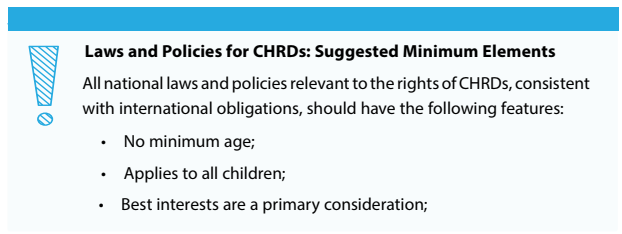 Laws and Policies for CHRDs: Suggested Minimum Elements
All national laws and policies relevant to the rights of CHRDs, consistent
with international obligations, should have the following features:
• No minimum age;
• Applies to all children;
• Best interests are a primary consideration;